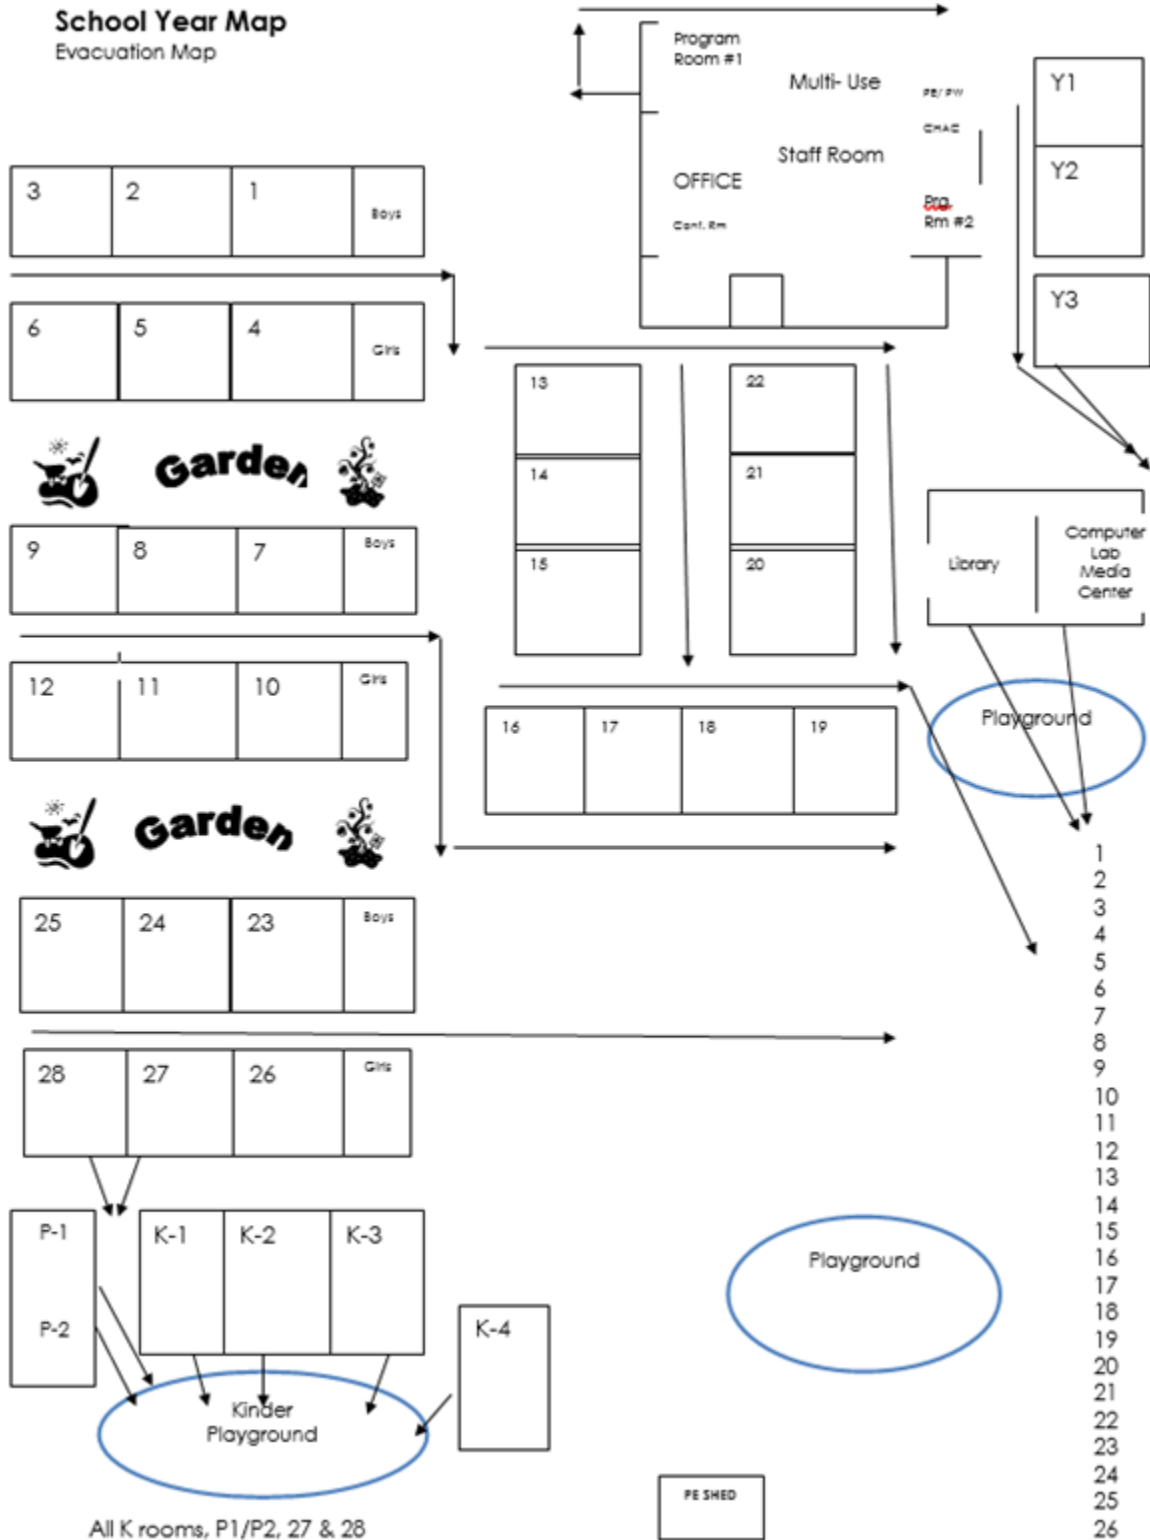 School Year Map
Evacuation Map
Program
Room #1
Multi- Use
PE/ PW
CHAC
Staff Room
OFFICE
Conf. Rm
Prg.
Rm #2
Y1
Y2
Y3
3 2 1 Boys
6 5 4 Girls
Garden
9 8 7 Boys
12 11 10 Girls
Garden
25 24 23 Boys
28 27 26 Girls
13
14
15
22
21
20
16 17 18 19
Library
Computer
Lab
Media
Center
Playground
P-1
P-2
K-1 K-2 K-3
K-4
Kinder
Playground
Playground
PE SHED
1
2
3
4
5
6
7
8
9
10
11
12
13
14
15
16
17
18
19
20
21
22
23
24
25
26
All K rooms, P1/P2, 27 & 28